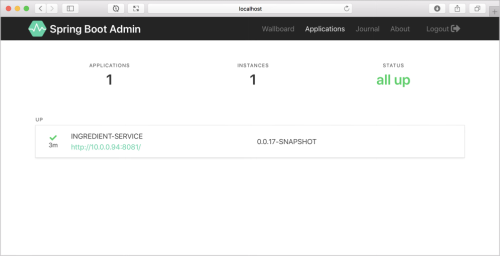 localhost
Spring Boot Admin
Wallboard Applications Journal About Logout
APPLICATIONS INSTANCES STATUS
1 1 all up
UP
INGREDIENT-SERVICE
3m http://10.0.0.94:8081/ 0.0.17-SNAPSHOT